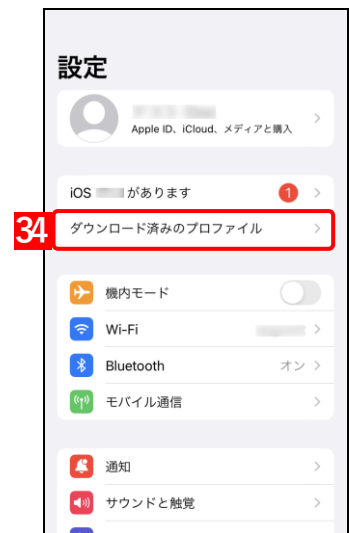 設定
Apple ID、iCloud、メディアと購入
iOS があります 1
34
ダウンロード済みのプロファイル
機内モード
Wi-Fi
Bluetooth オン
モバイル通信
通知
サウンドと触覚